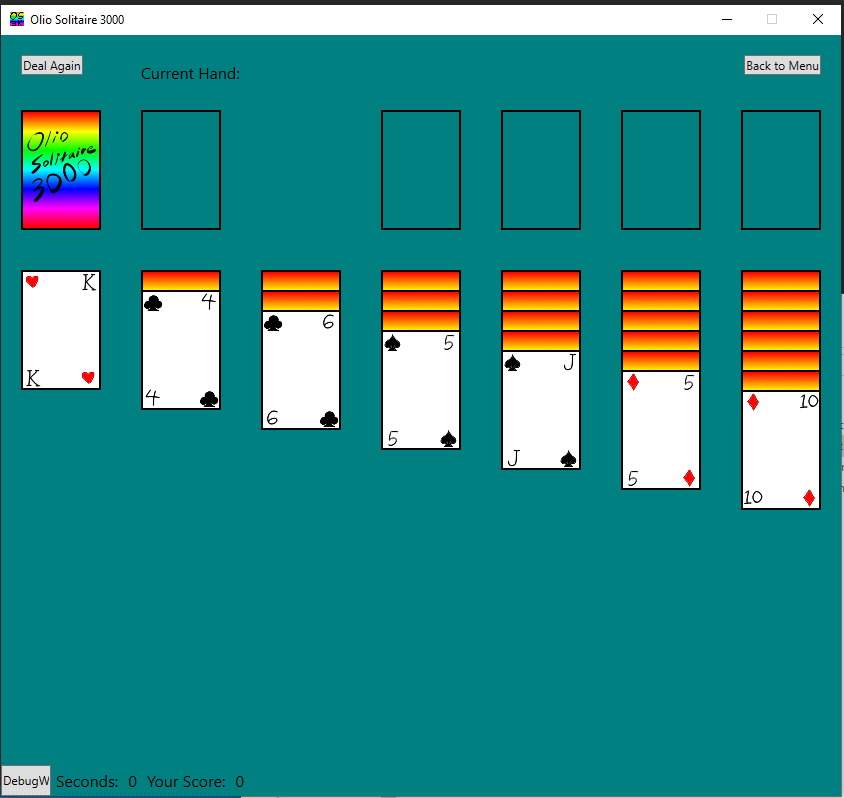 Olio Solitaire 3000
Deal Again
Current Hand:
Back to Menu
Olio
Solitaire
3000
K
K
4
4
6
6
5
5
J
J
5
5
10
10
DebugW
Seconds: 0 Your Score: 0